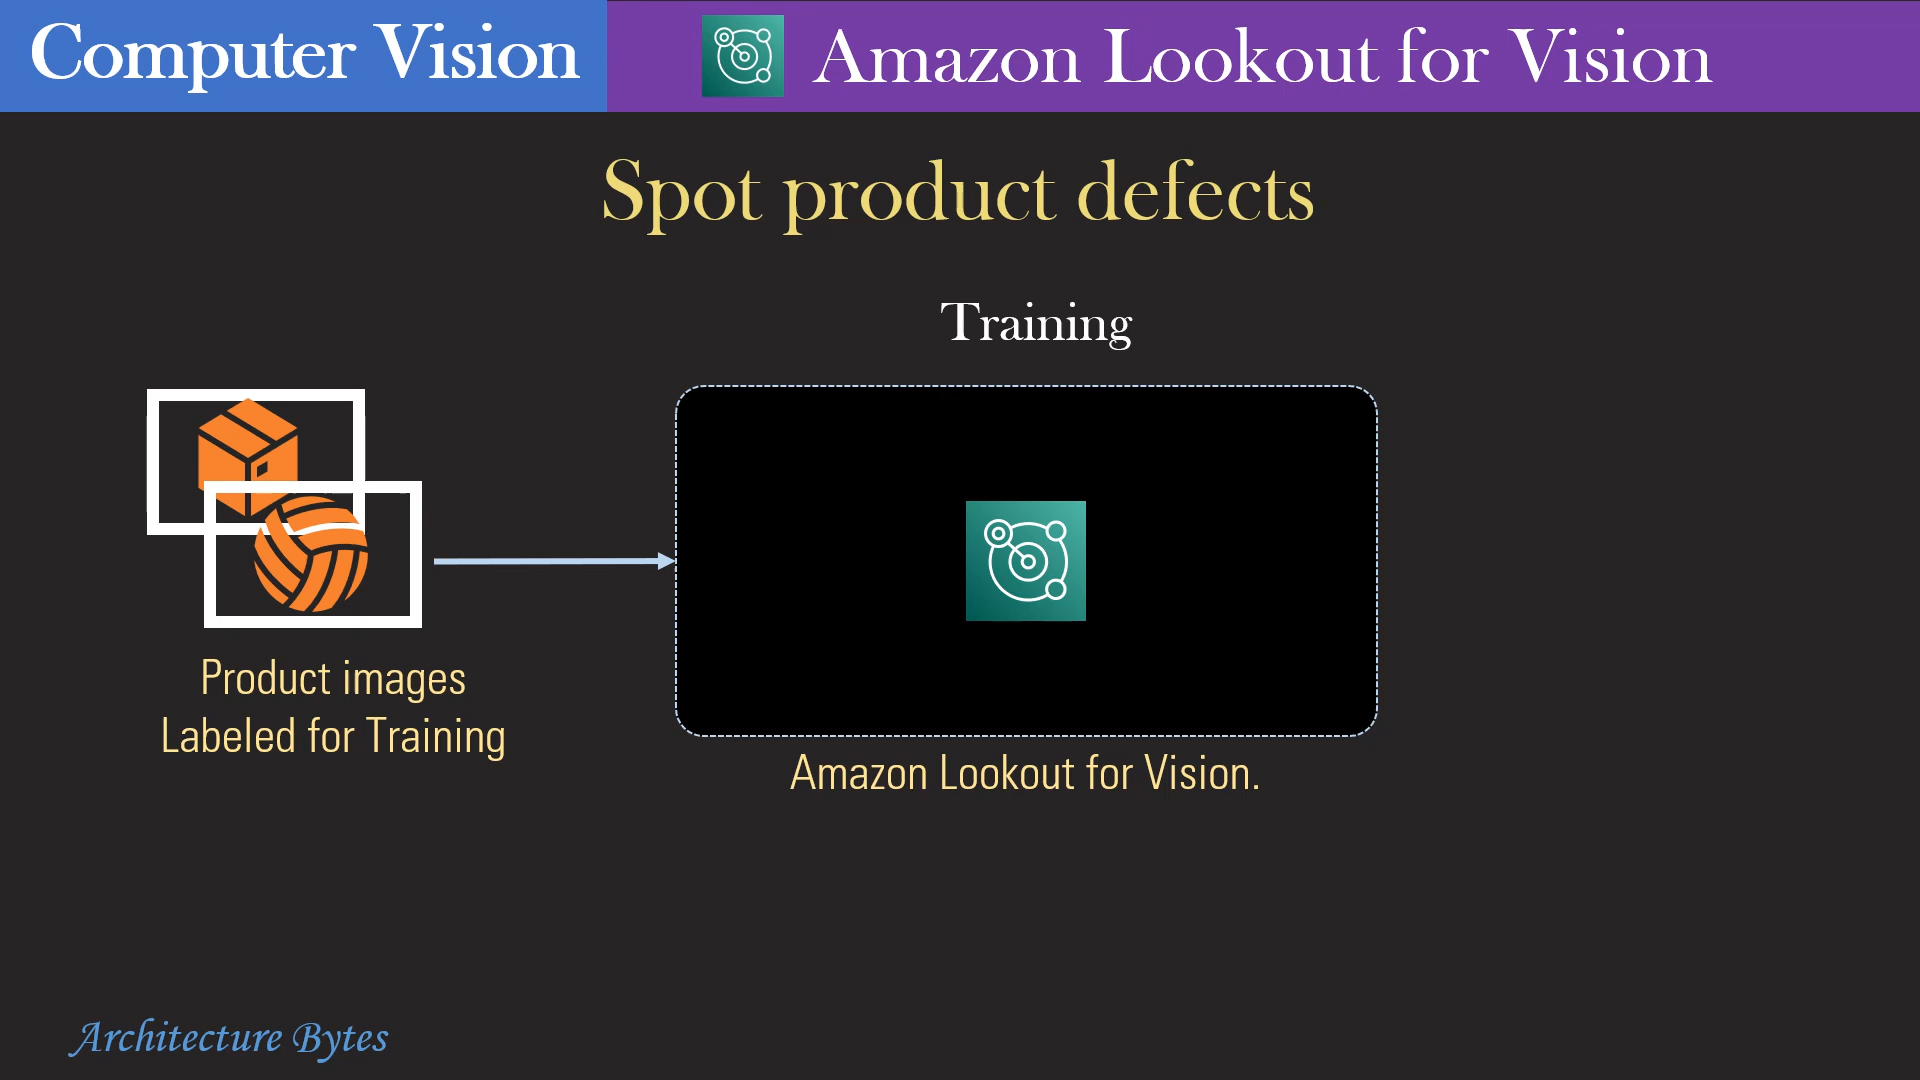 Computer Vision
Amazon Lookout for Vision
Spot product defects
Training
Product images
Labeled for Training
Amazon Lookout for Vision.
Architecture Bytes